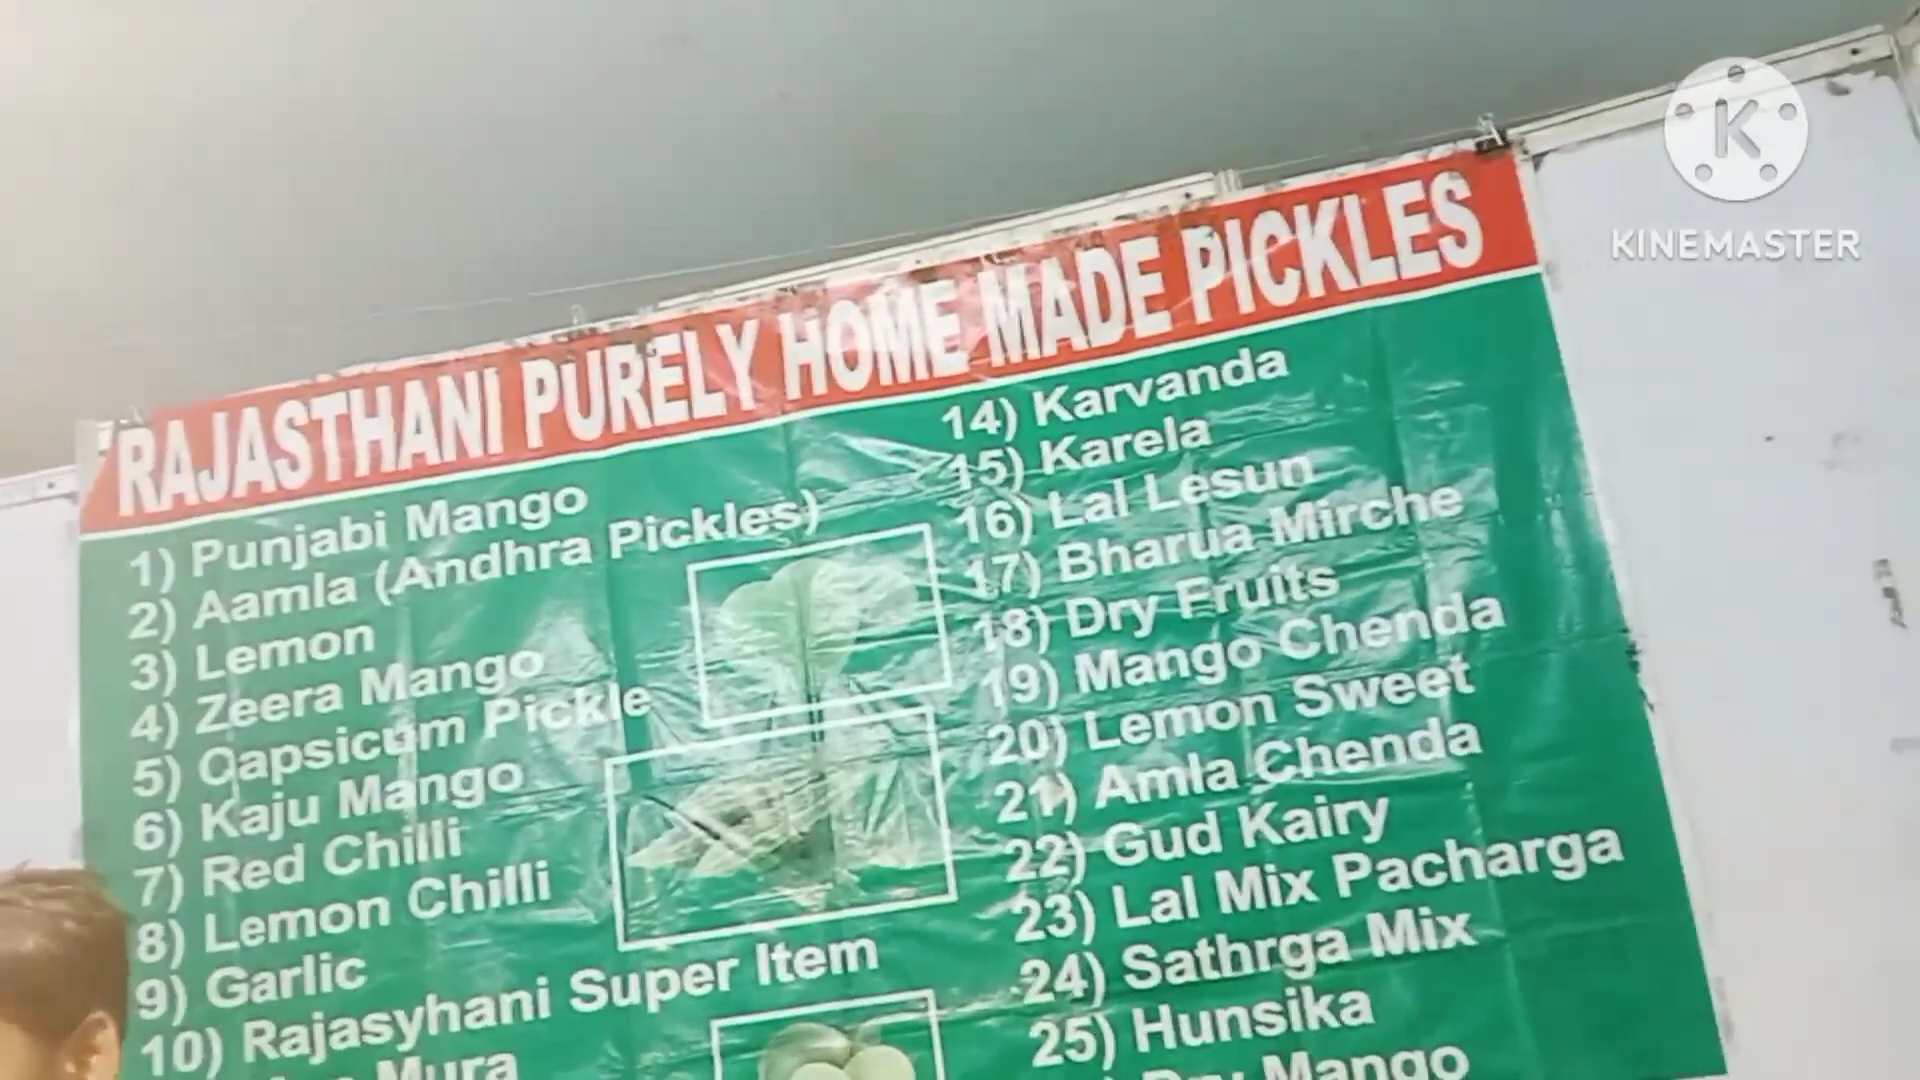 RAJASTHANI PURELY HOME MADE PICKLES
1) Punjabi Mango
2) Aamla (Andhra Pickles)
3) Lemon
4) Zeera Mango
5) Capsicum Pickle
6) Kaju Mango
7) Red Chilli
8) Lemon Chilli
9) Garlic
10) Rajasyhani Super Item
Mura
14) Karvanda
15) Karela
16) Lal Lesun
17) Bharua Mirche
18) Dry Fruits
19) Mango Chenda
20) Lemon Sweet
21) Amla Chenda
22) Gud Kairy
23) Lal Mix Pacharga
24) Sathrga Mix
25) Hunsika
Dry Mango
K
KINEMASTER